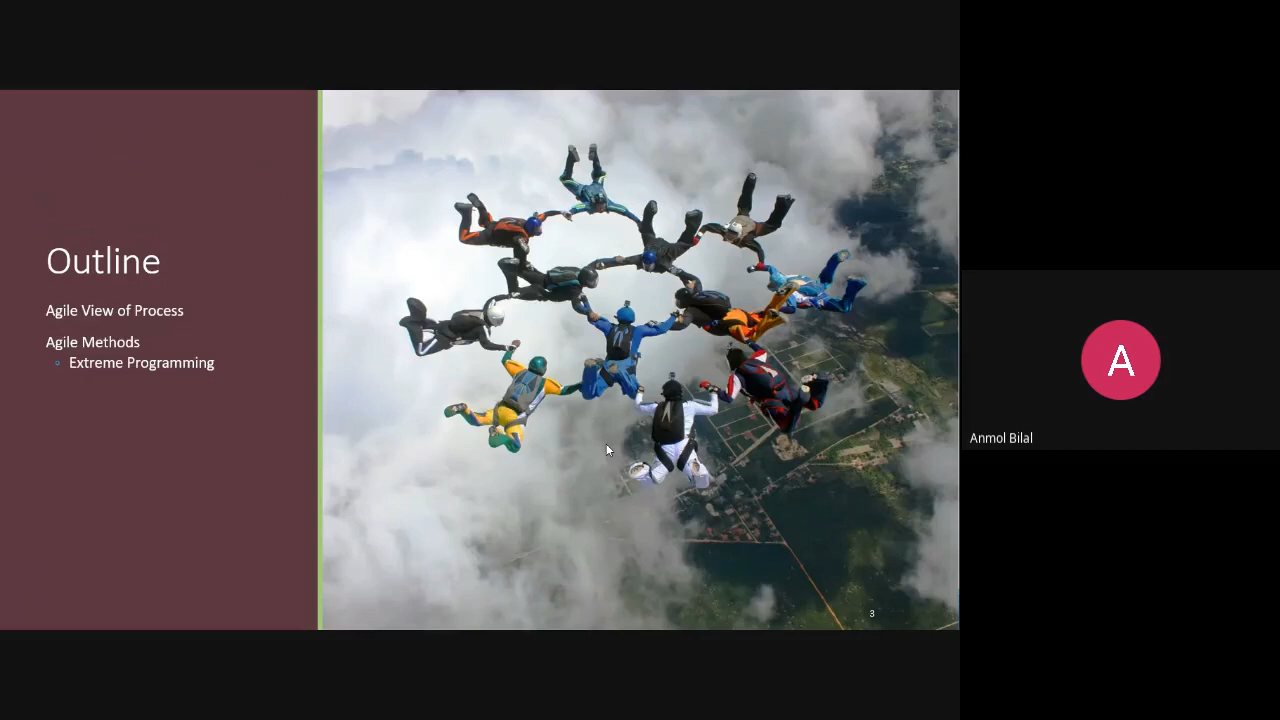 Outline
Agile View of Process
Agile Methods
Extreme Programming
3
A
Anmol Bilal